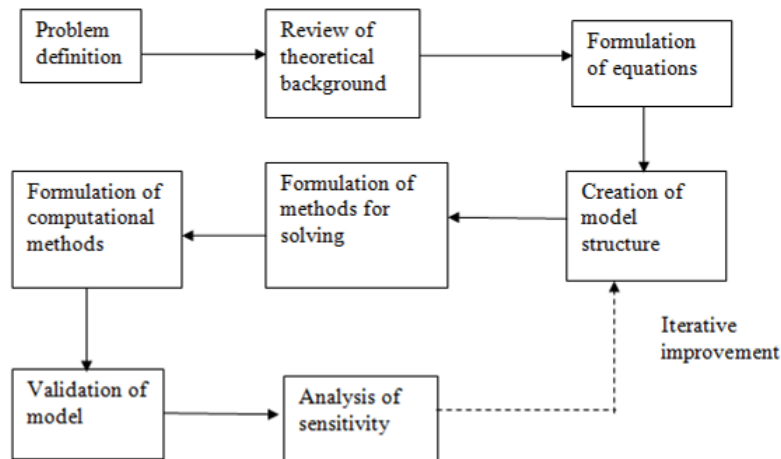 Problem
definition
Review of
theoretical
background
Formulation
of equations
Creation of
model
structure
Formulation of
methods for
solving
Formulation of
computational
methods
Validation of
model
Analysis of
sensitivity
Iterative
improvement